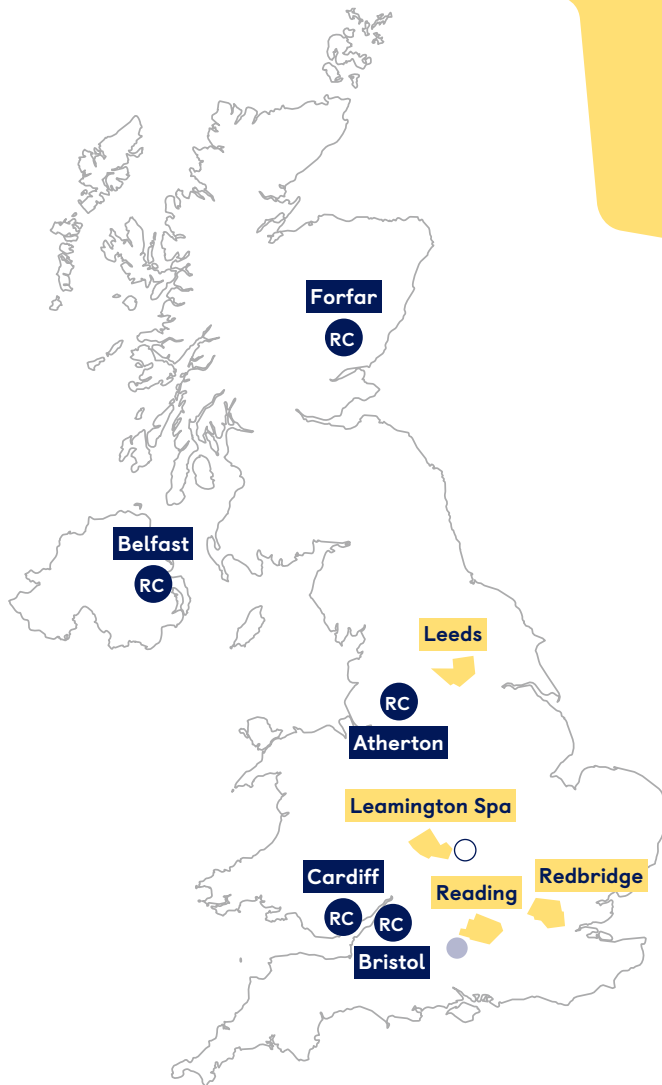 Forfar
RC
Belfast
RC
Leeds
RC
Atherton
Leamington Spa
Cardiff
RC
Redbridge
Reading
RC
Bristol